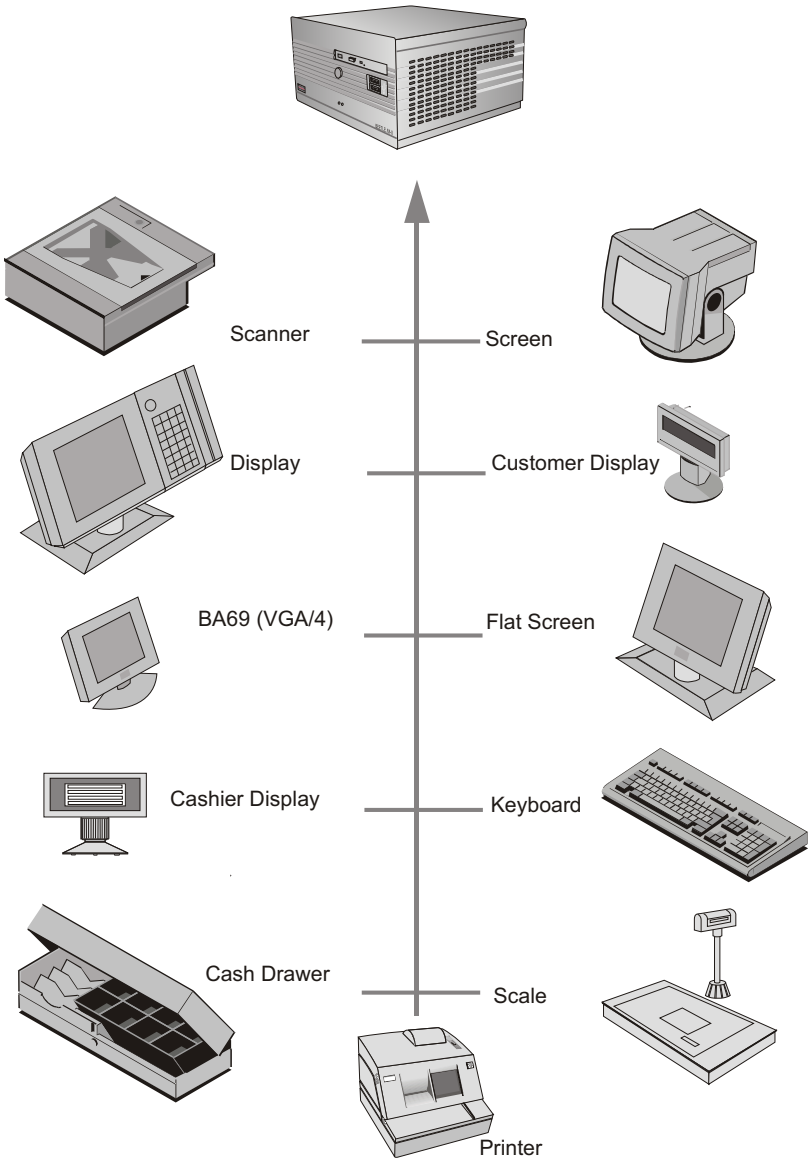 Scanner
Screen
Display
Customer Display
BA69 (VGA/4)
Flat Screen
Cashier Display
Keyboard
Cash Drawer
Scale
Printer